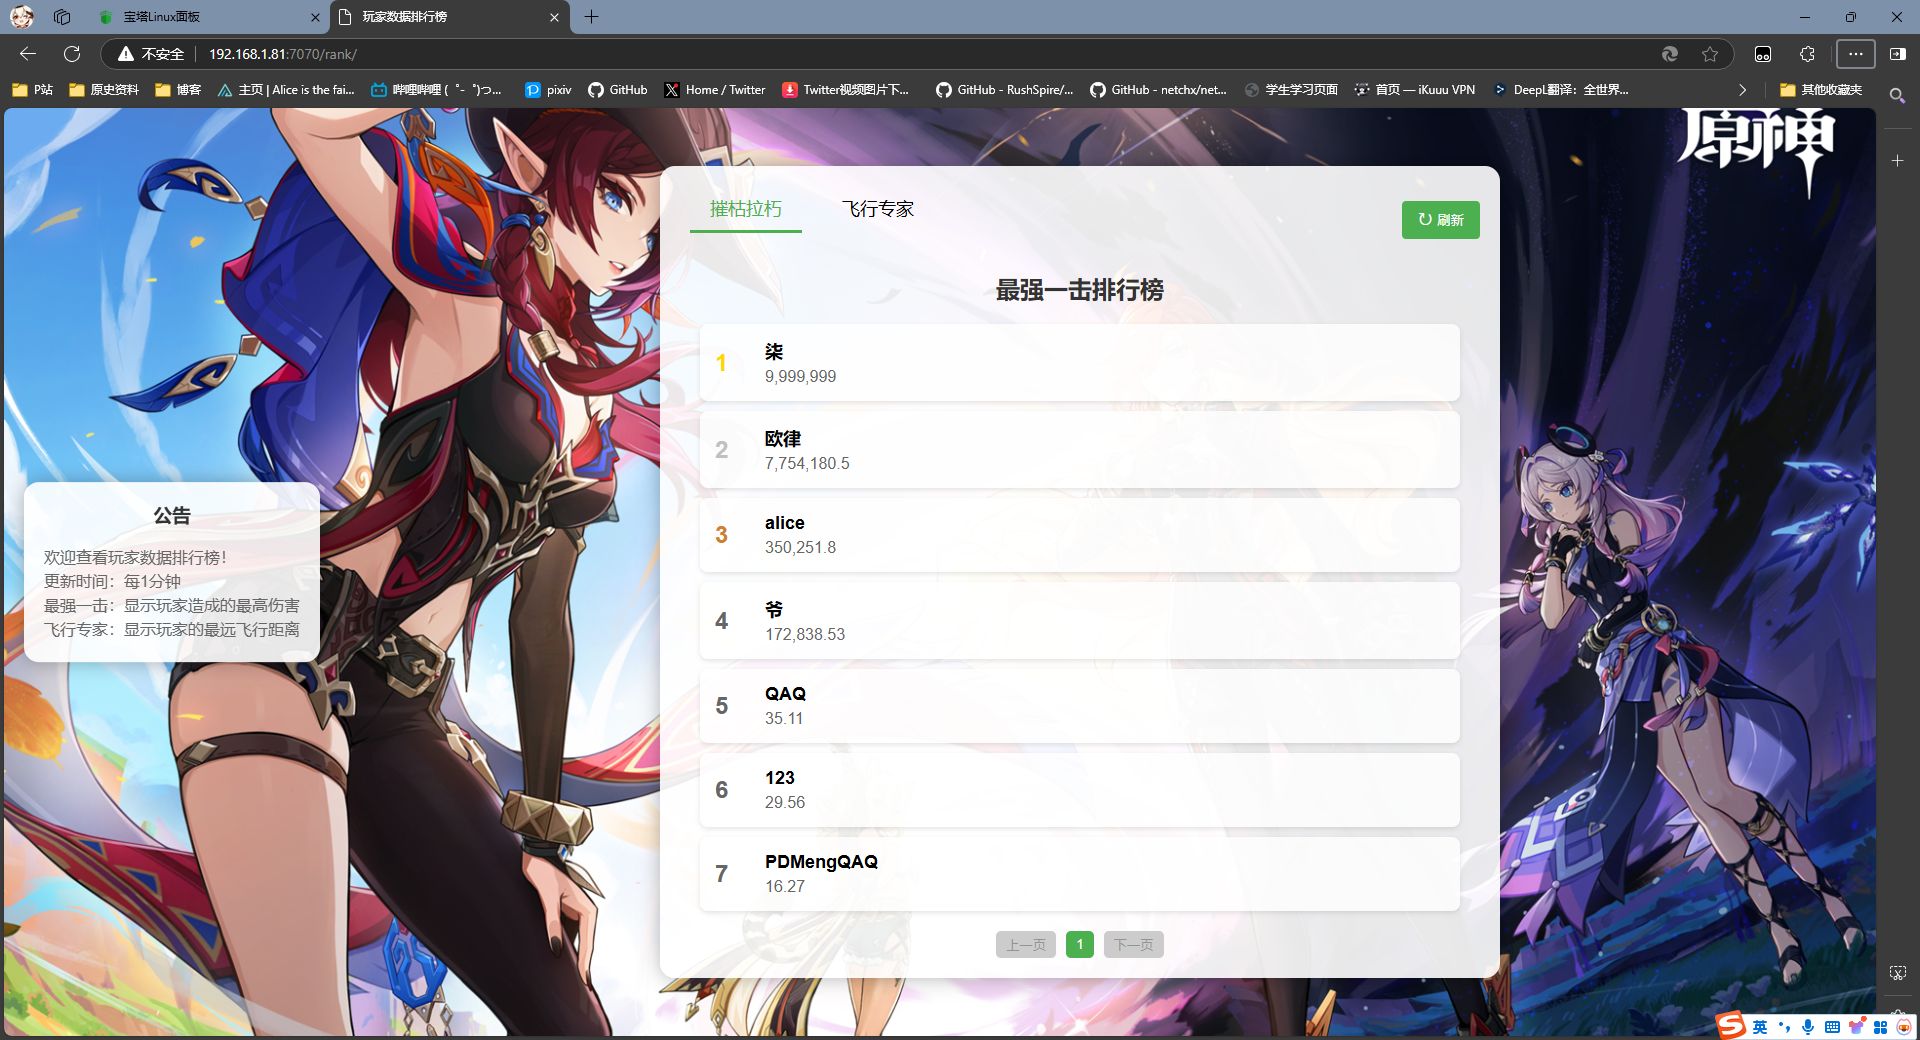 宝塔Linux面板
玩家数据排行榜
不安全
192.168.1.81:7070/rank/
P站
原史资料
博客
主页 | Alice is the fai...
哔哩哔哩 (゜-゜)つ...
pixiv
GitHub
Home / Twitter
Twitter视频图片下...
GitHub - RushSpire/...
GitHub - netchx/net...
学生学习页面
首页 — iKuuu VPN
DeepL翻译：全世界...
其他收藏夹
原神
摧枯拉朽
飞行专家
↻ 刷新
最强一击排行榜
1
柒
9,999,999
2
欧律
7,754,180.5
3
alice
350,251.8
4
爷
172,838.53
5
QAQ
35.11
6
123
29.56
7
PDMengQAQ
16.27
上一页
1
下一页
公告
欢迎查看玩家数据排行榜！
更新时间：每1分钟
最强一击：显示玩家造成的最高伤害
飞行专家：显示玩家的最远飞行距离
英